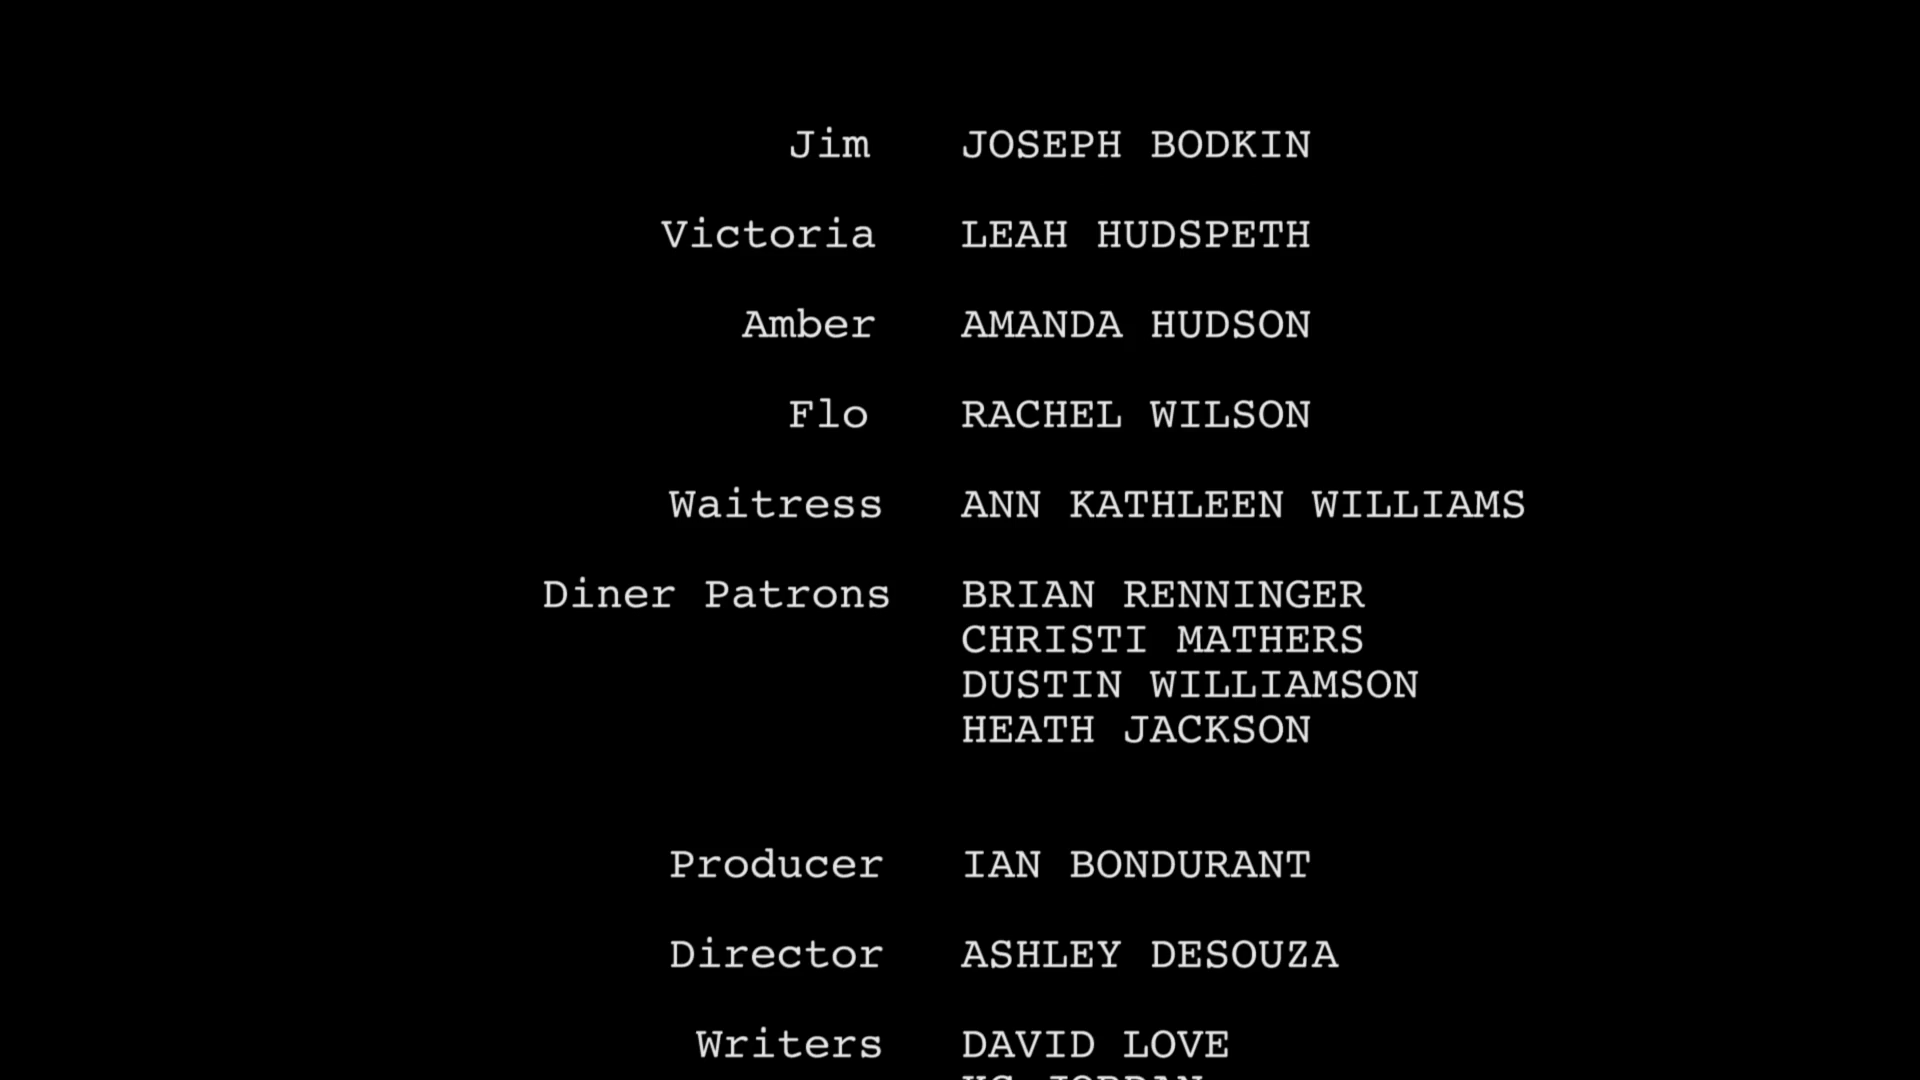 Jim JOSEPH BODKIN
Victoria LEAH HUDSPETH
Amber AMANDA HUDSON
Flo RACHEL WILSON
Waitress ANN KATHLEEN WILLIAMS
Diner Patrons BRIAN RENNINGER
CHRISTI MATHERS
DUSTIN WILLIAMSON
HEATH JACKSON
Producer IAN BONDURANT
Director ASHLEY DESOUZA
Writers DAVID LOVE